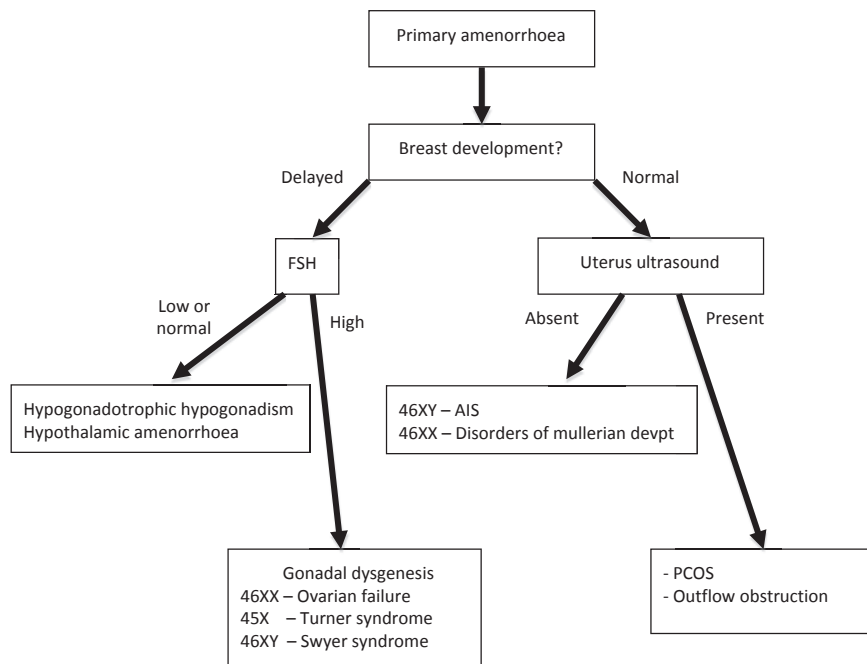 Primary amenorrhoea
Breast development?
Delayed
Normal
FSH
Uterus ultrasound
Low or
normal
High
Absent
Present
Hypogonadotrophic hypogonadism
Hypothalamic amenorrhoea
46XY – AIS
46XX – Disorders of mullerian devpt
Gonadal dysgenesis
46XX – Ovarian failure
45X – Turner syndrome
46XY – Swyer syndrome
- PCOS
- Outflow obstruction